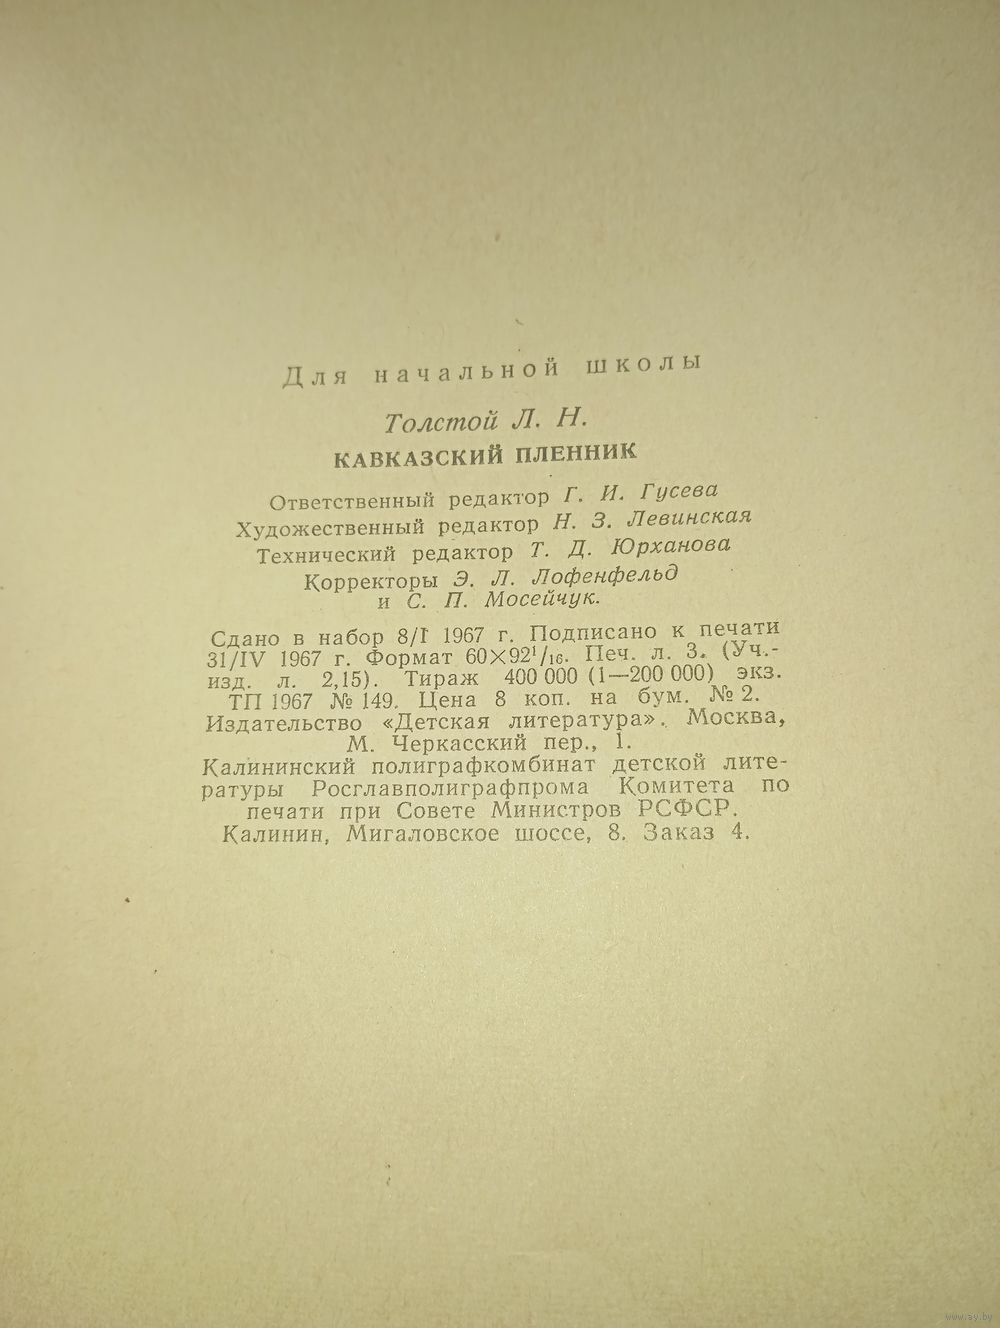 Для начальной школы
Толстой Л. Н.
КАВКАЗСКИЙ ПЛЕННИК
Ответственный редактор Г. И. Гусева
Художественный редактор Н. З. Левинская
Технический редактор Т. Д. Юрханова
Корректоры Э. Л. Лофенфельд
и С. П. Мосейчук.
Сдано в набор 8/I 1967 г. Подписано к печати
31/IV 1967 г. Формат 60×92¹/₁₆. Печ. л. 3. (Уч.-
изд. л. 2,15). Тираж 400 000 (1—200 000) экз.
ТП 1967 № 149. Цена 8 коп. на бум. № 2.
Издательство «Детская литература». Москва,
М. Черкасский пер., 1.
Калининский полиграфкомбинат детской лите-
ратуры Росглавполиграфпрома Комитета по
печати при Совете Министров РСФСР.
Калинин, Мигаловское шоссе, 8. Заказ 4.
www.ay.by